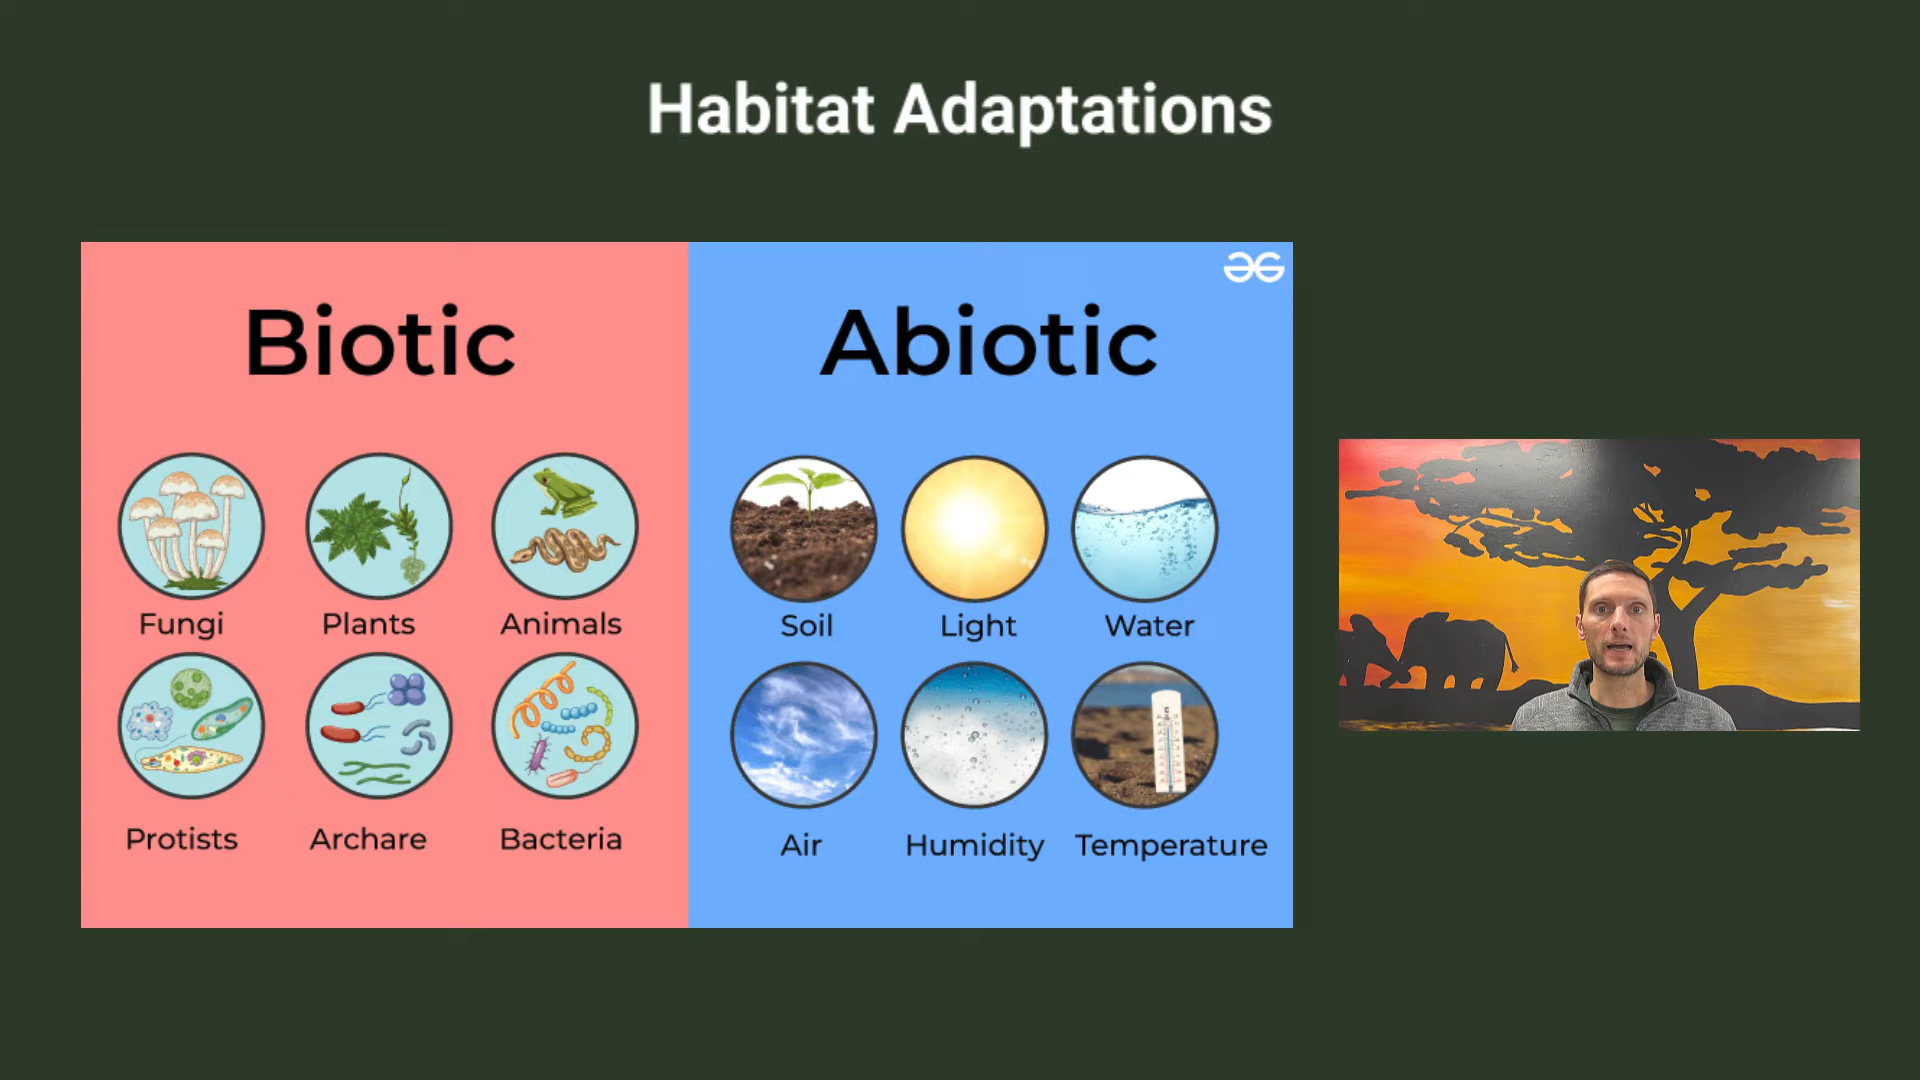 Habitat Adaptations
Biotic
Abiotic
Fungi
Plants
Animals
Soil
Light
Water
Protists
Archare
Bacteria
Air
Humidity
Temperature